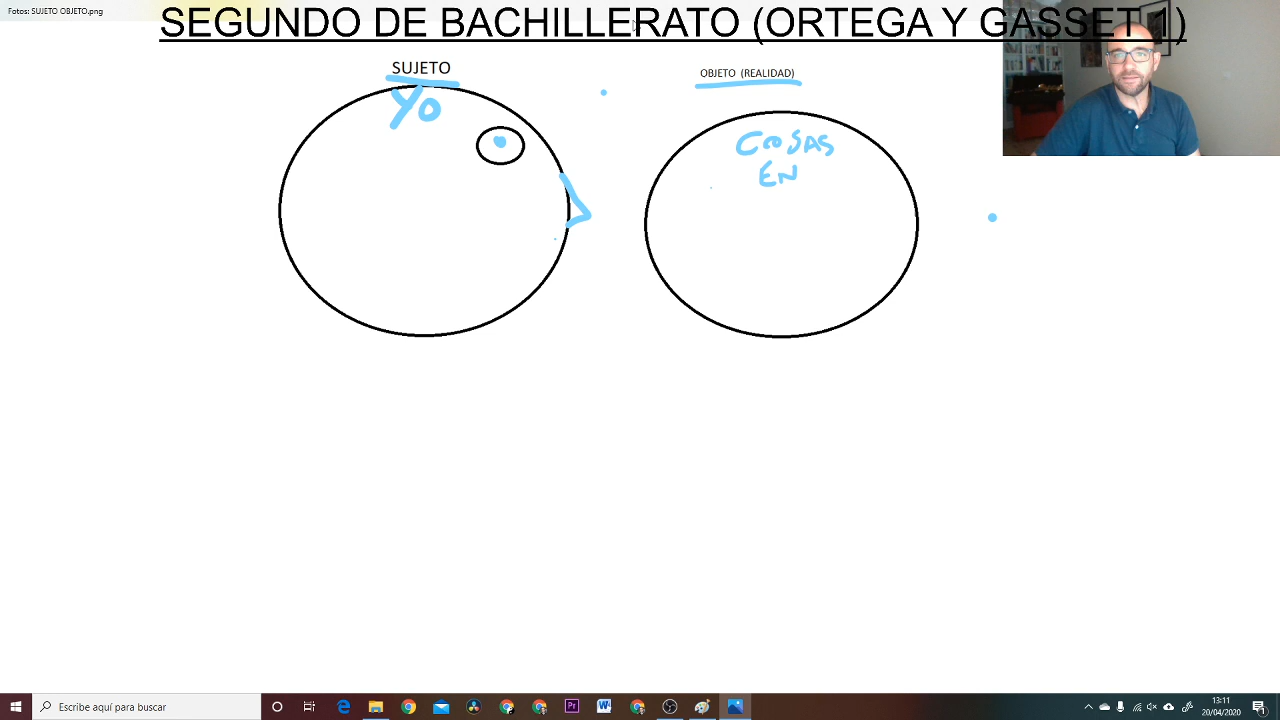 Fotos: SUJETO OBJETO.png
SEGUNDO DE BACHILLERATO (ORTEGA Y GASSET 1)
SUJETO
OBJETO (REALIDAD)
YO
COSAS
EN
Escribe aquí para buscar
13:11
20/04/2020